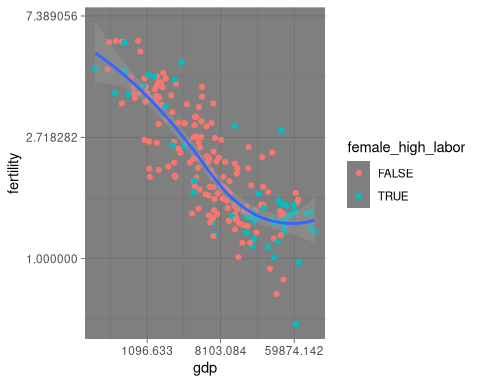 7.389056
2.718282
1.000000
fertility
1096.633 8103.084 59874.142
gdp
female_high_labor
FALSE
TRUE